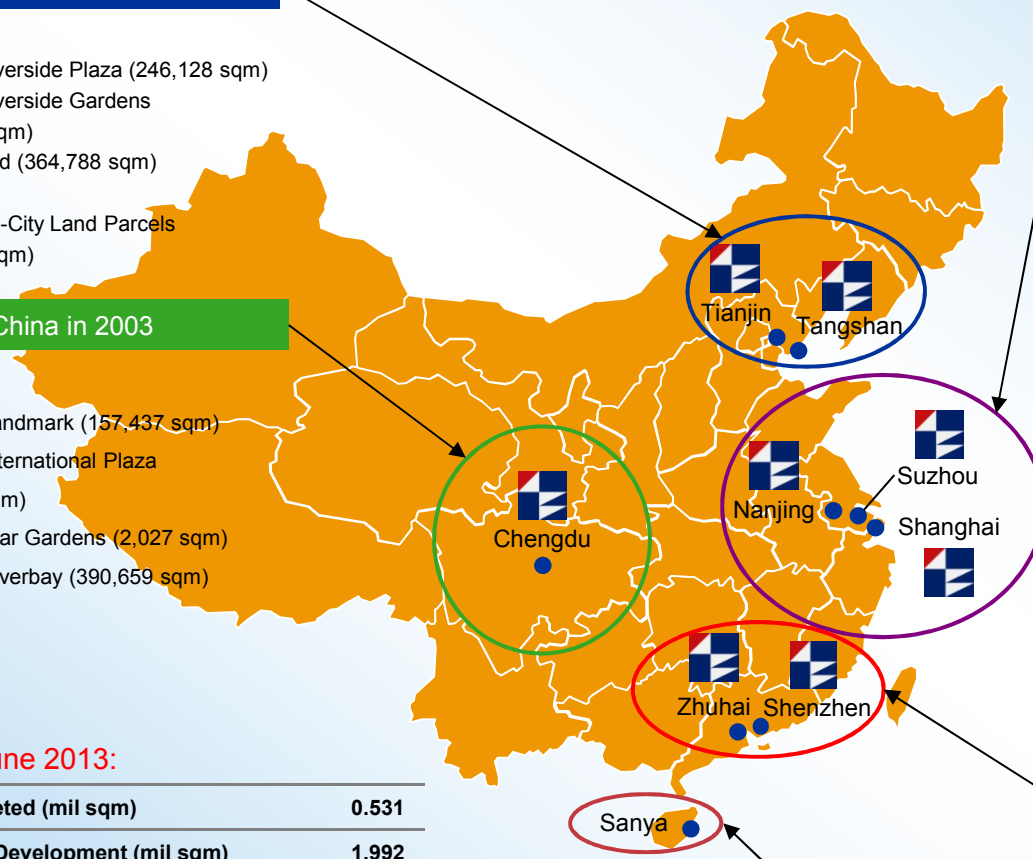 verside Plaza (246,128 sqm)
verside Gardens
qm)
d (364,788 sqm)
-City Land Parcels
qm)
China in 2003
andmark (157,437 sqm)
ternational Plaza
m)
ar Gardens (2,027 sqm)
verbay (390,659 sqm)
une 2013:
eted (mil sqm) 0.531
Development (mil sqm) 1.992
Tianjin
Tangshan
Suzhou
Nanjing
Shanghai
Chengdu
Zhuhai
Shenzhen
Sanya